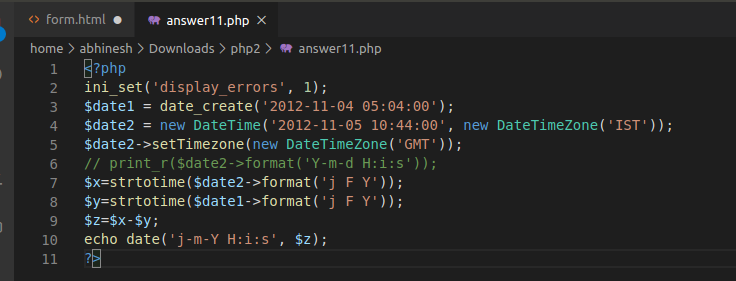 form.html
answer11.php
home > abhinesh > Downloads > php2 > answer11.php
1 <?php
2 ini_set('display_errors', 1);
3 $date1 = date_create('2012-11-04 05:04:00');
4 $date2 = new DateTime('2012-11-05 10:44:00', new DateTimeZone('IST'));
5 $date2->setTimezone(new DateTimeZone('GMT'));
6 // print_r($date2->format('Y-m-d H:i:s'));
7 $x=strtotime($date2->format('j F Y'));
8 $y=strtotime($date1->format('j F Y'));
9 $z=$x-$y;
10 echo date('j-m-Y H:i:s', $z);
11 ?>